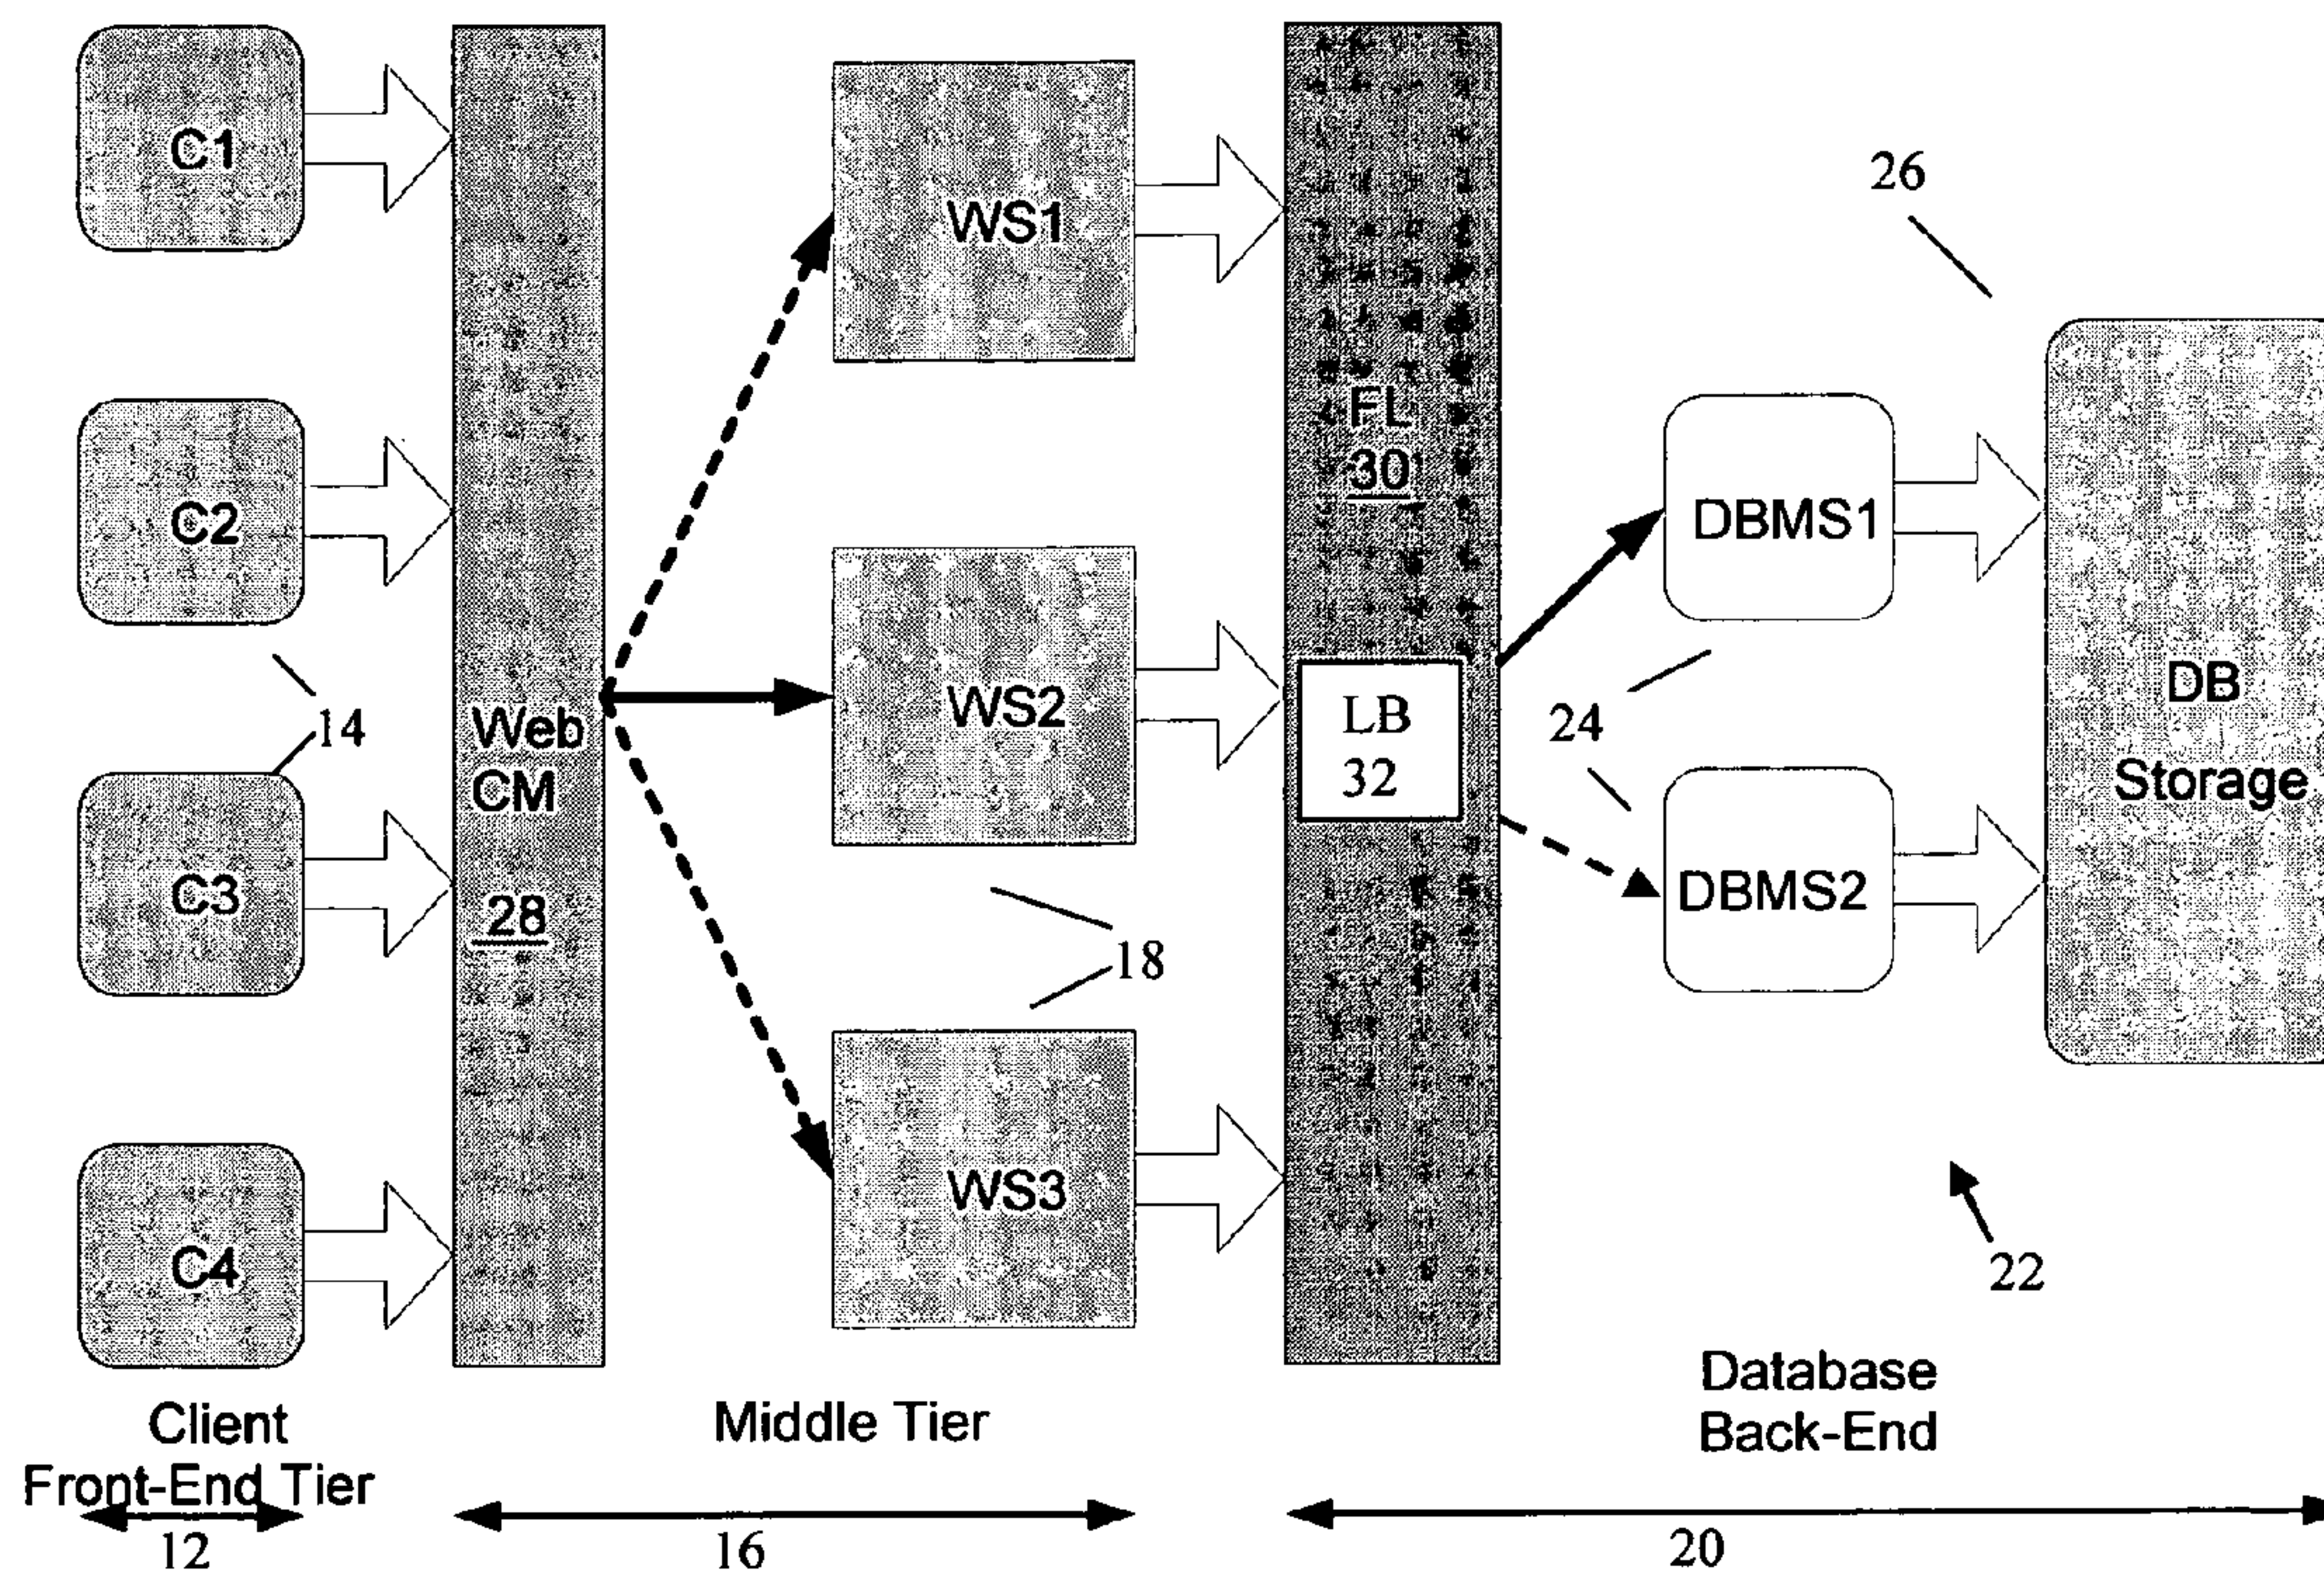 C1
C2
14
C3
C4
Client
Front-End Tier
12
Web
CM
28
WS1
WS2
18
WS3
Middle Tier
16
FL
30
LB
32
26
DBMS1
24
DBMS2
DB
Storage
22
Database
Back-End
20